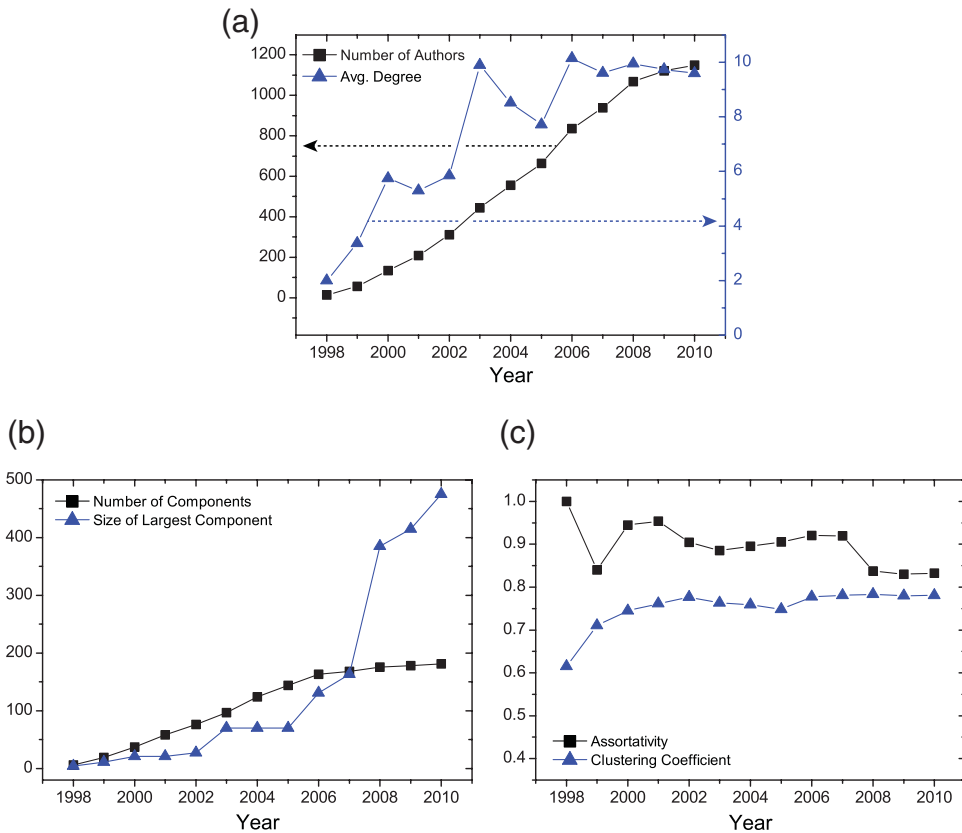 (a)
Number of Authors
Avg. Degree
1200
1000
800
600
400
200
0
10
8
6
4
2
0
1998 2000 2002 2004 2006 2008 2010
Year
(b)
Number of Components
Size of Largest Component
500
400
300
200
100
0
1998 2000 2002 2004 2006 2008 2010
Year
(c)
1.0
0.9
0.8
0.7
0.6
0.5
0.4
Assortativity
Clustering Coefficient
1998 2000 2002 2004 2006 2008 2010
Year